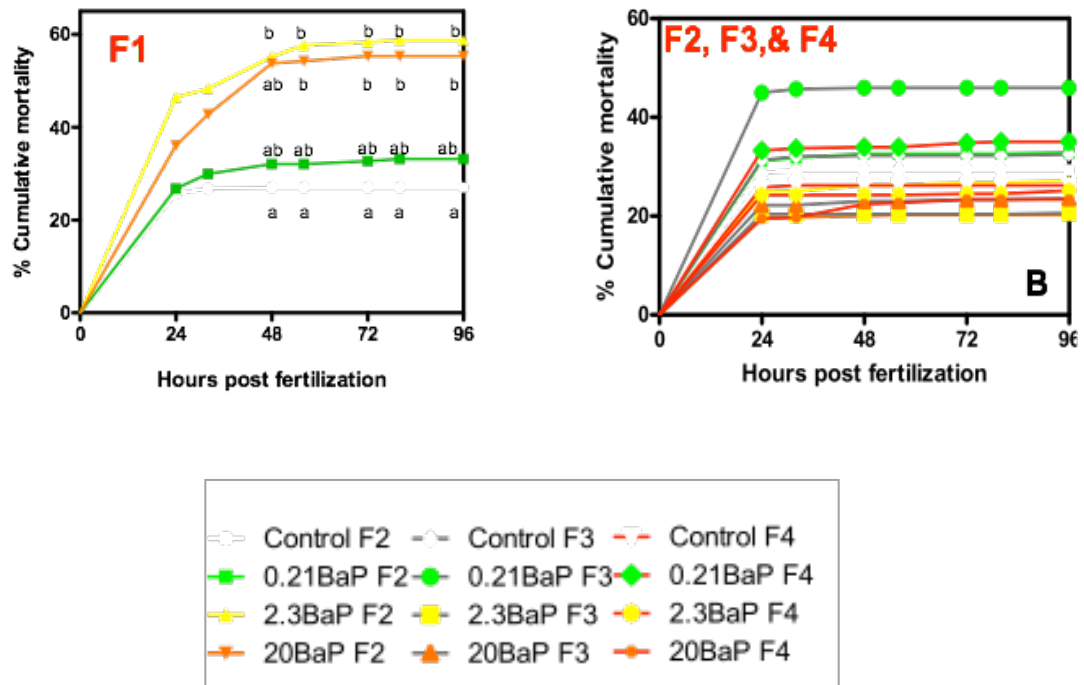 F1
% Cumulative mortality
60
40
20
0
b b b b b
ab b b b b
ab ab ab ab ab
a a a a a
0 24 48 72 96
Hours post fertilization
F2, F3,& F4
% Cumulative mortality
60
40
20
0
B
0 24 48 72 96
Hours post fertilization
Control F2 Control F3 Control F4
0.21BaP F2 0.21BaP F3 0.21BaP F4
2.3BaP F2 2.3BaP F3 2.3BaP F4
20BaP F2 20BaP F3 20BaP F4